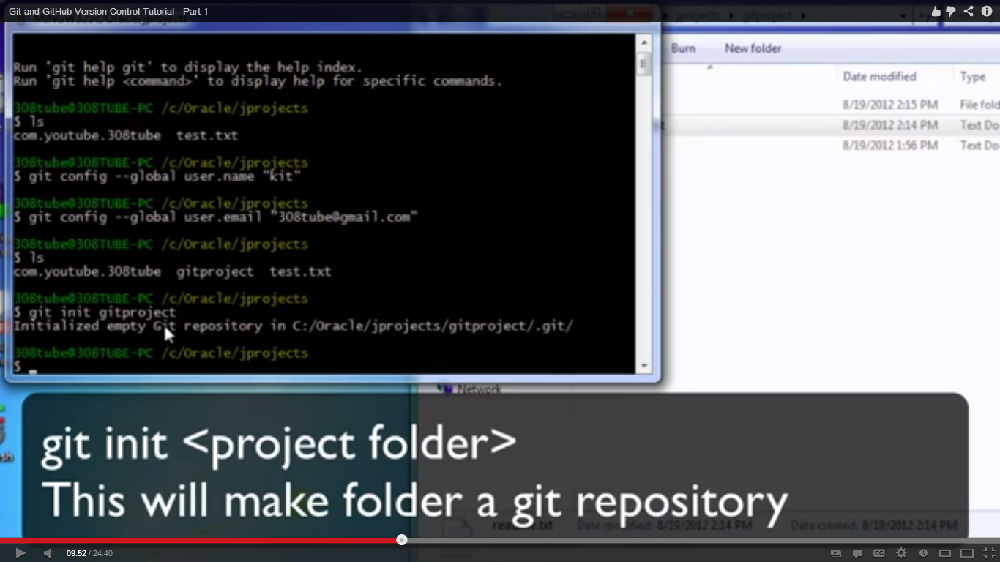 Git and GitHub Version Control Tutorial - Part 1
jprojects gitproject
Burn New folder
Date modified Type
8/19/2012 2:15 PM File fold
8/19/2012 2:14 PM Text Do
8/19/2012 1:56 PM Text Do
Run 'git help git' to display the help index.
Run 'git help <command>' to display help for specific commands.
308tube@308TUBE-PC /c/Oracle/jprojects
$ ls
com.youtube.308tube test.txt
308tube@308TUBE-PC /c/Oracle/jprojects
$ git config --global user.name "kit"
308tube@308TUBE-PC /c/Oracle/jprojects
$ git config --global user.email "308tube@gmail.com"
308tube@308TUBE-PC /c/Oracle/jprojects
$ ls
com.youtube.308tube gitproject test.txt
308tube@308TUBE-PC /c/Oracle/jprojects
$ git init gitproject
Initialized empty Git repository in C:/Oracle/jprojects/gitproject/.git/
308tube@308TUBE-PC /c/Oracle/jprojects
$
Network
git init <project folder>
This will make folder a git repository
Date modified: 8/19/2012 2:14 PM Date created: 8/19/2012 2:14 PM
09:52 / 24:40